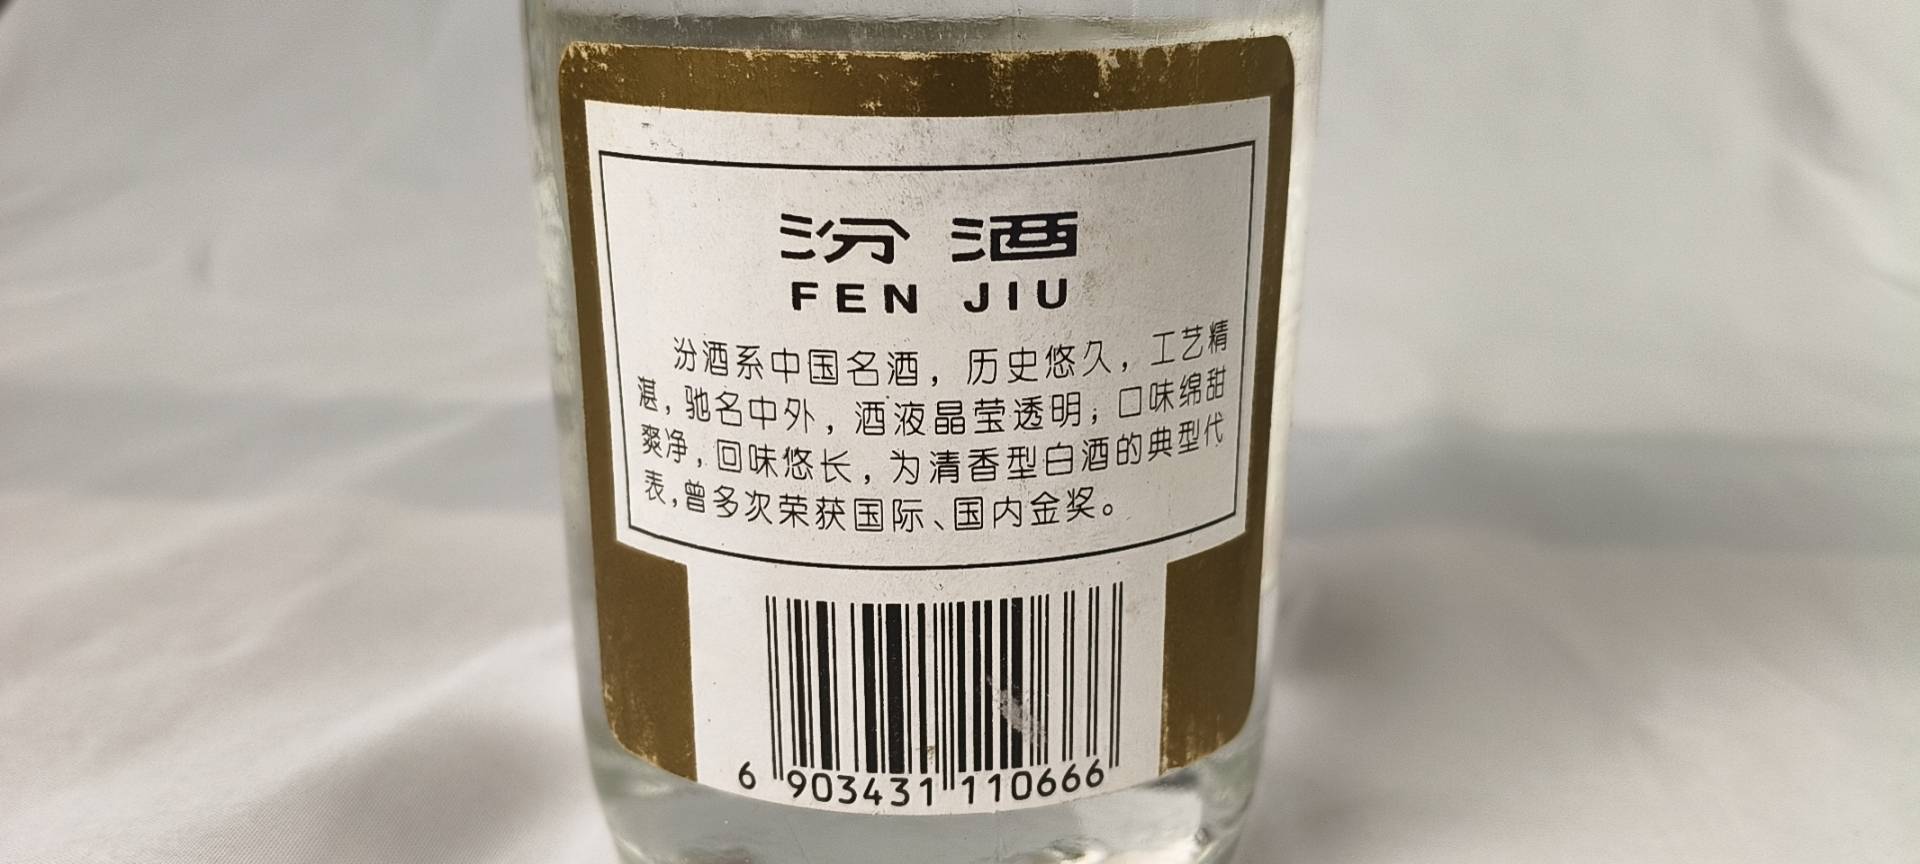 汾酒
FEN JIU
汾酒系中国名酒，历史悠久，工艺精
湛，驰名中外，酒液晶莹透明；口味绵甜
爽净，回味悠长，为清香型白酒的典型代
表，曾多次荣获国际、国内金奖。
6 903431 110666